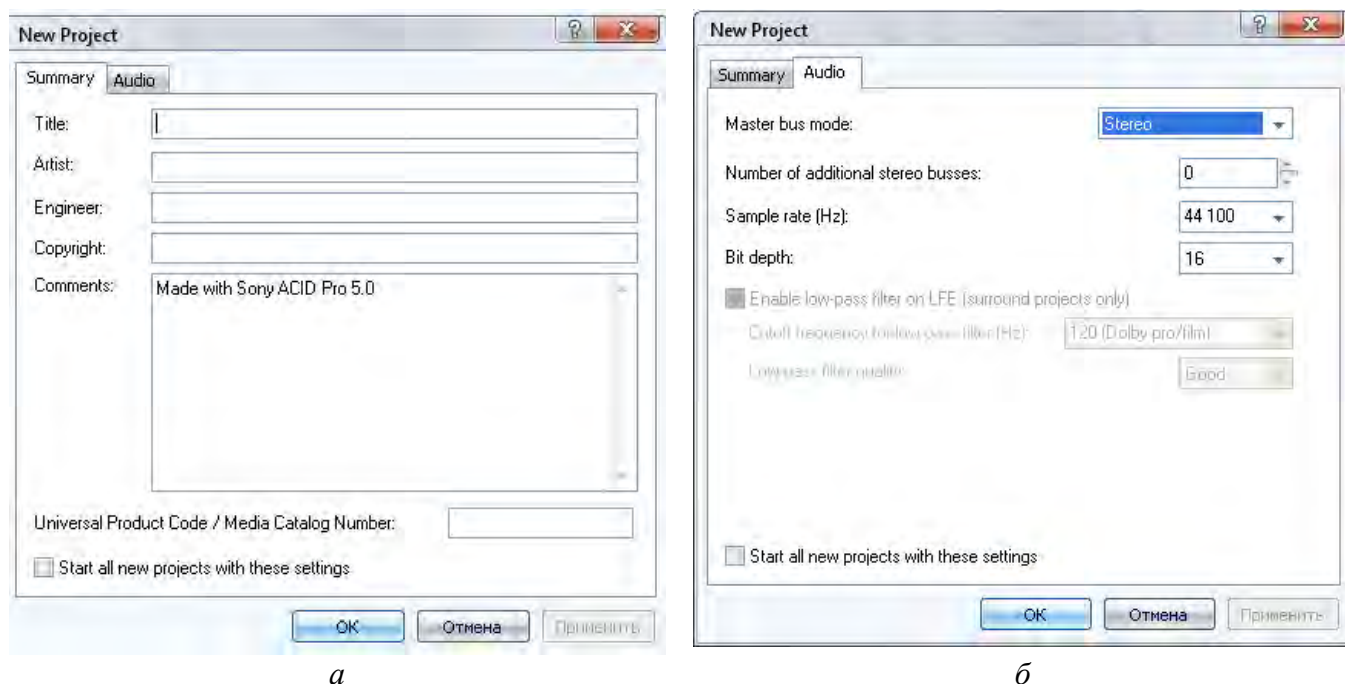 New Project
Summary Audio
Title:
Artist:
Engineer:
Copyright:
Comments: Made with Sony ACID Pro 5.0
Universal Product Code / Media Catalog Number:
Start all new projects with these settings
OK Отмена Применить
а
New Project
Summary Audio
Master bus mode: Stereo
Number of additional stereo busses: 0
Sample rate (Hz): 44 100
Bit depth: 16
Enable low-pass filter on LFE (surround projects only)
Cutoff frequency for low-pass filter (Hz): 120 (Dolby pro/film)
Low-pass filter quality: Good
Start all new projects with these settings
OK Отмена Применить
б